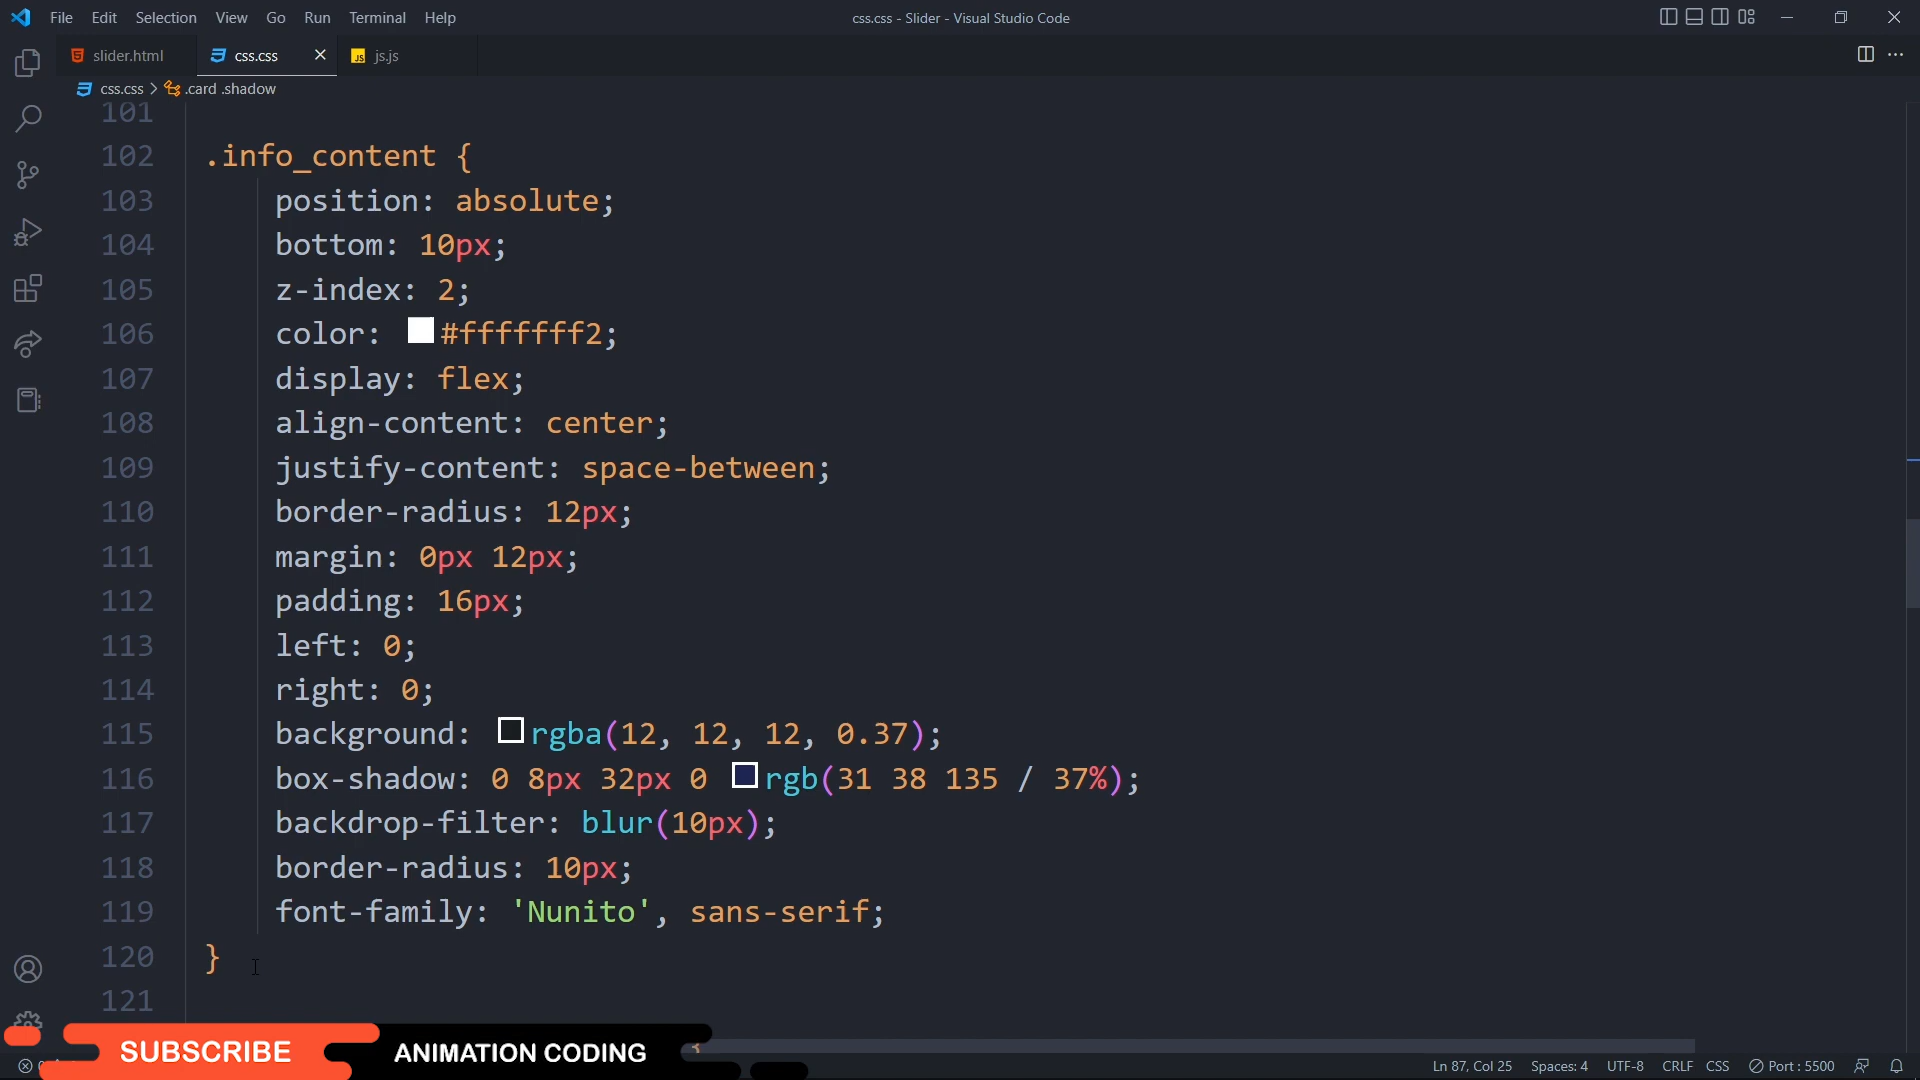 File Edit Selection View Go Run Terminal Help
css.css - Slider - Visual Studio Code
slider.html
css.css
JS js.js
css.css > .card .shadow
101
102 .info_content {
103 position: absolute;
104 bottom: 10px;
105 z-index: 2;
106 color: #fffffff2;
107 display: flex;
108 align-content: center;
109 justify-content: space-between;
110 border-radius: 12px;
111 margin: 0px 12px;
112 padding: 16px;
113 left: 0;
114 right: 0;
115 background: rgba(12, 12, 12, 0.37);
116 box-shadow: 0 8px 32px 0 rgb(31 38 135 / 37%);
117 backdrop-filter: blur(10px);
118 border-radius: 10px;
119 font-family: 'Nunito', sans-serif;
120 }
121
SUBSCRIBE
ANIMATION CODING
Ln 87, Col 25 Spaces: 4 UTF-8 CRLF CSS Port : 5500